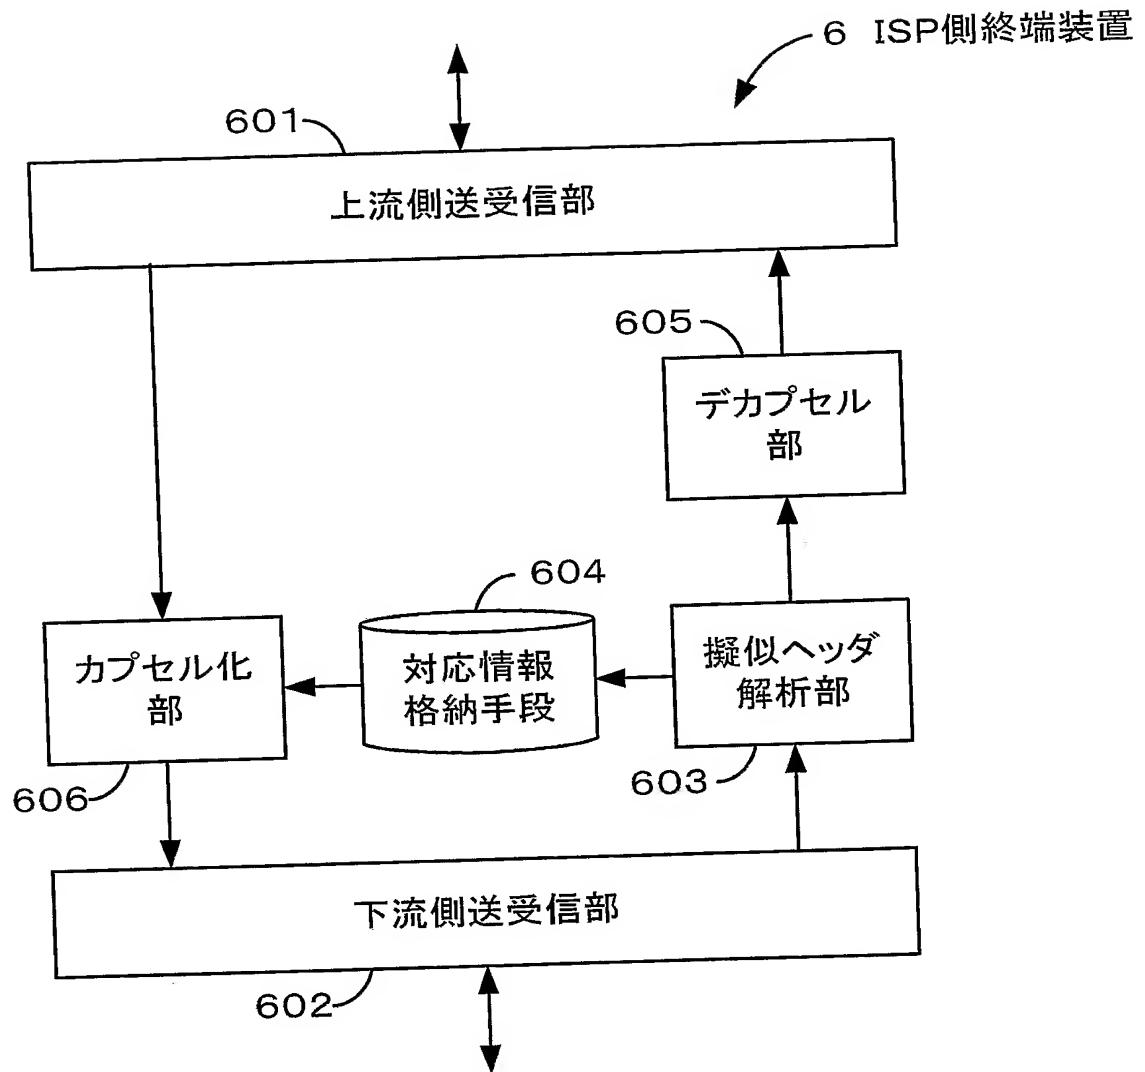 6 ISP側終端装置
601
上流側送受信部
605
デカプセル
部
604
対応情報
格納手段
擬似ヘッダ
解析部
603
カプセル化
部
606
下流側送受信部
602